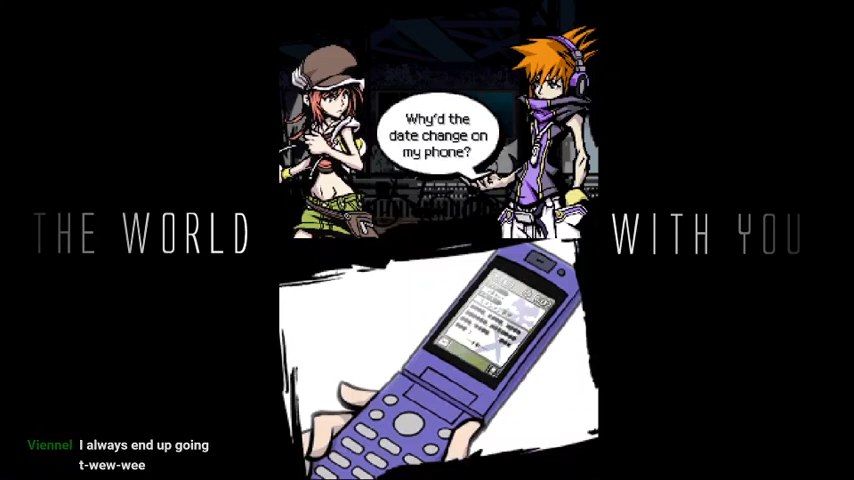 Why'd the
date change on
my phone?
THE WORLD
WITH YOU
Viennel I always end up going
t-wew-wee